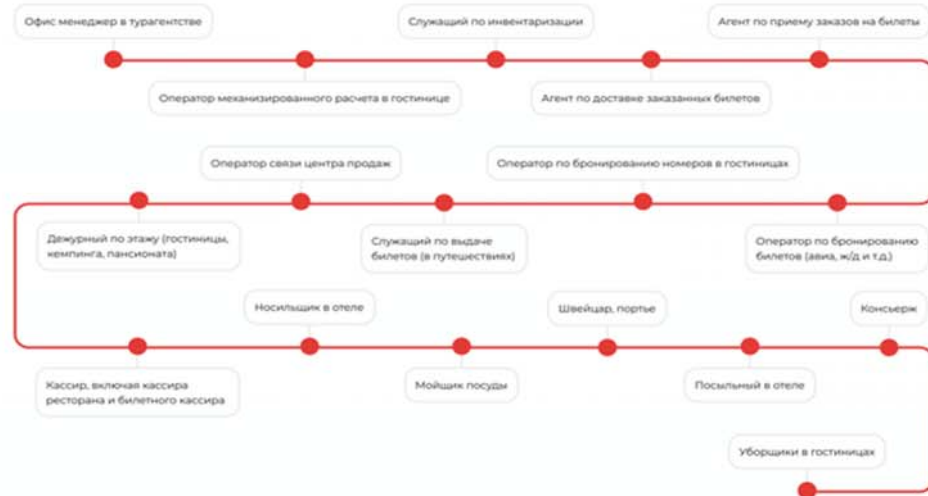 Офис менеджер в турагентстве
Служащий по инвентаризации
Агент по приему заказов на билеты
Оператор механизированного расчета в гостинице
Агент по доставке заказанных билетов
Оператор связи центра продаж
Оператор по бронированию номеров в гостиницах
Дежурный по этажу (гостиницы,
кемпинга, пансионата)
Служащий по выдаче
билетов (в путешествиях)
Оператор по бронированию
билетов (авиа, ж/д и т.д.)
Носильщик в отеле
Швейцар, портье
Консьерж
Кассир, включая кассира
ресторана и билетного кассира
Мойщик посуды
Посыльный в отеле
Уборщики в гостиницах